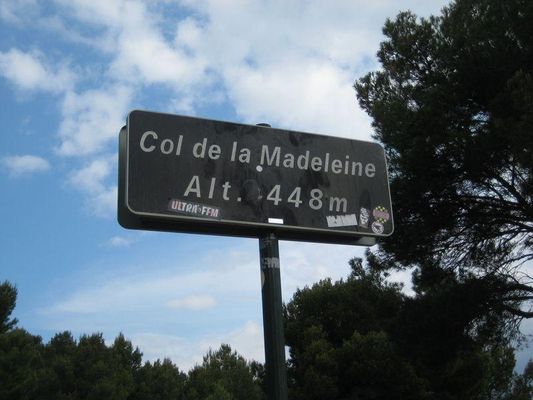 Col de la Madeleine
Alt. 448m
ULTRA FFM